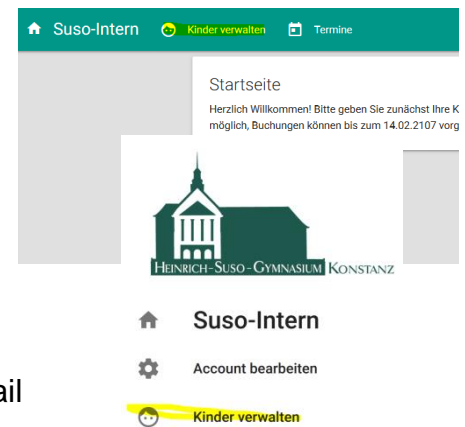 Suso-Intern Kinder verwalten Termine
Startseite
Herzlich Willkommen! Bitte geben Sie zunächst Ihre K
möglich, Buchungen können bis zum 14.02.2107 vorg
HEINRICH-SUSO-GYMNASIUM KONSTANZ
Suso-Intern
Account bearbeiten
ail
Kinder verwalten